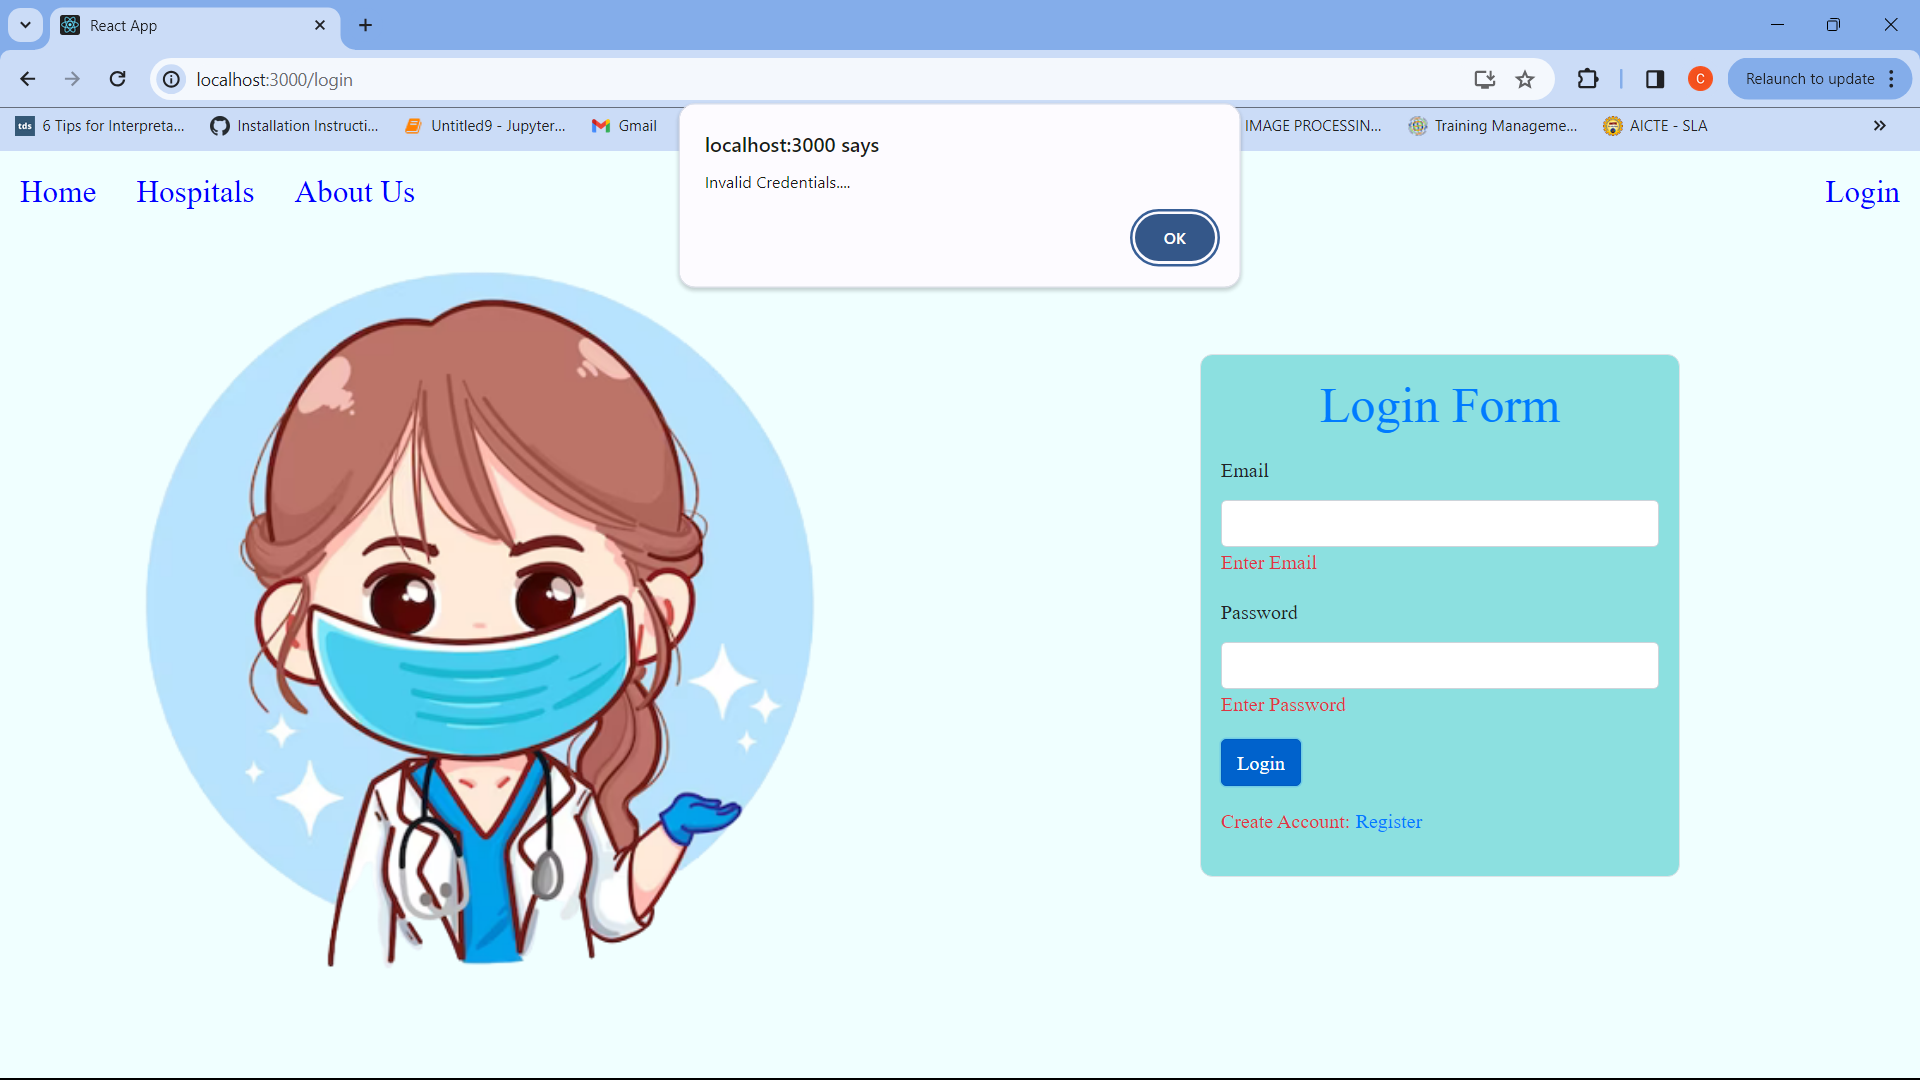 React App
localhost:3000/login
C
Relaunch to update
tds 6 Tips for Interpreta...
Installation Instructi...
Untitled9 - Jupyter...
Gmail
IMAGE PROCESSIN...
Training Manageme...
AICTE - SLA
localhost:3000 says
Invalid Credentials....
OK
Home Hospitals About Us
Login
Login Form
Email
Enter Email
Password
Enter Password
Login
Create Account: Register